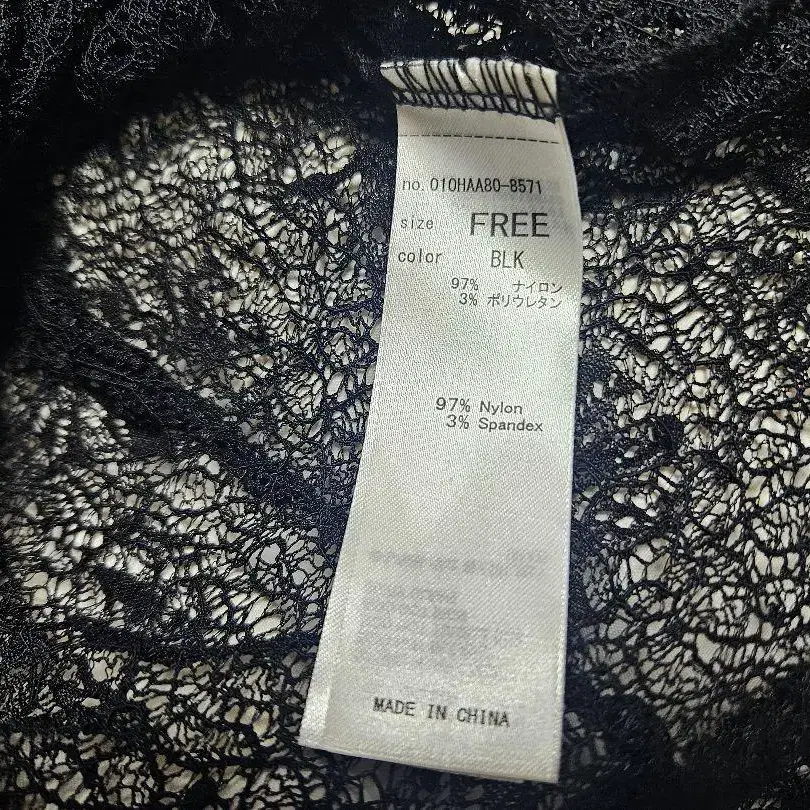 no. 010HAA80-8571
size FREE
color BLK
97% ナイロン
3% ポリウレタン
97% Nylon
3% Spandex
MADE IN CHINA